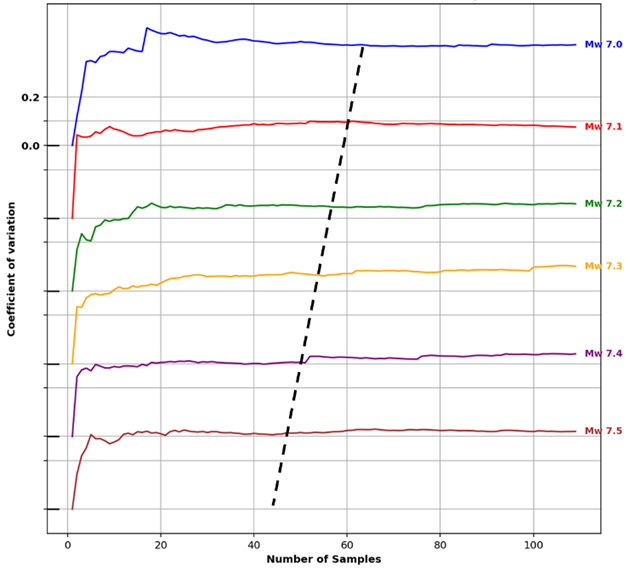 Mw 7.0
0.2
Mw 7.1
0.0
Mw 7.2
Coefficient of variation
Mw 7.3
Mw 7.4
Mw 7.5
0 20 40 60 80 100
Number of Samples